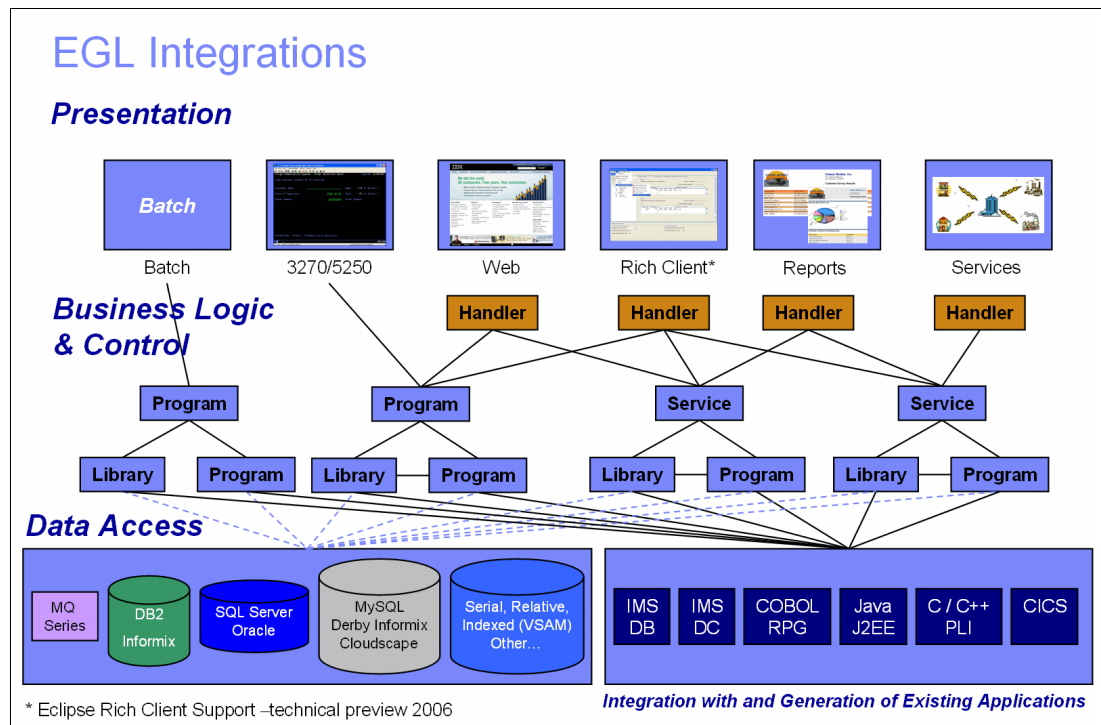 EGL Integrations
Presentation
Batch
Batch
3270/5250
Web
Rich Client*
Reports
Services
Business Logic
& Control
Handler
Handler
Handler
Handler
Program
Program
Service
Service
Library
Program
Library
Program
Library
Program
Library
Program
Data Access
MQ
Series
DB2
Informix
SQL Server
Oracle
MySQL
Derby Informix
Cloudscape
Serial, Relative,
Indexed (VSAM)
Other…
IMS
DB
IMS
DC
COBOL
RPG
Java
J2EE
C / C++
PLI
CICS
Integration with and Generation of Existing Applications
* Eclipse Rich Client Support –technical preview 2006